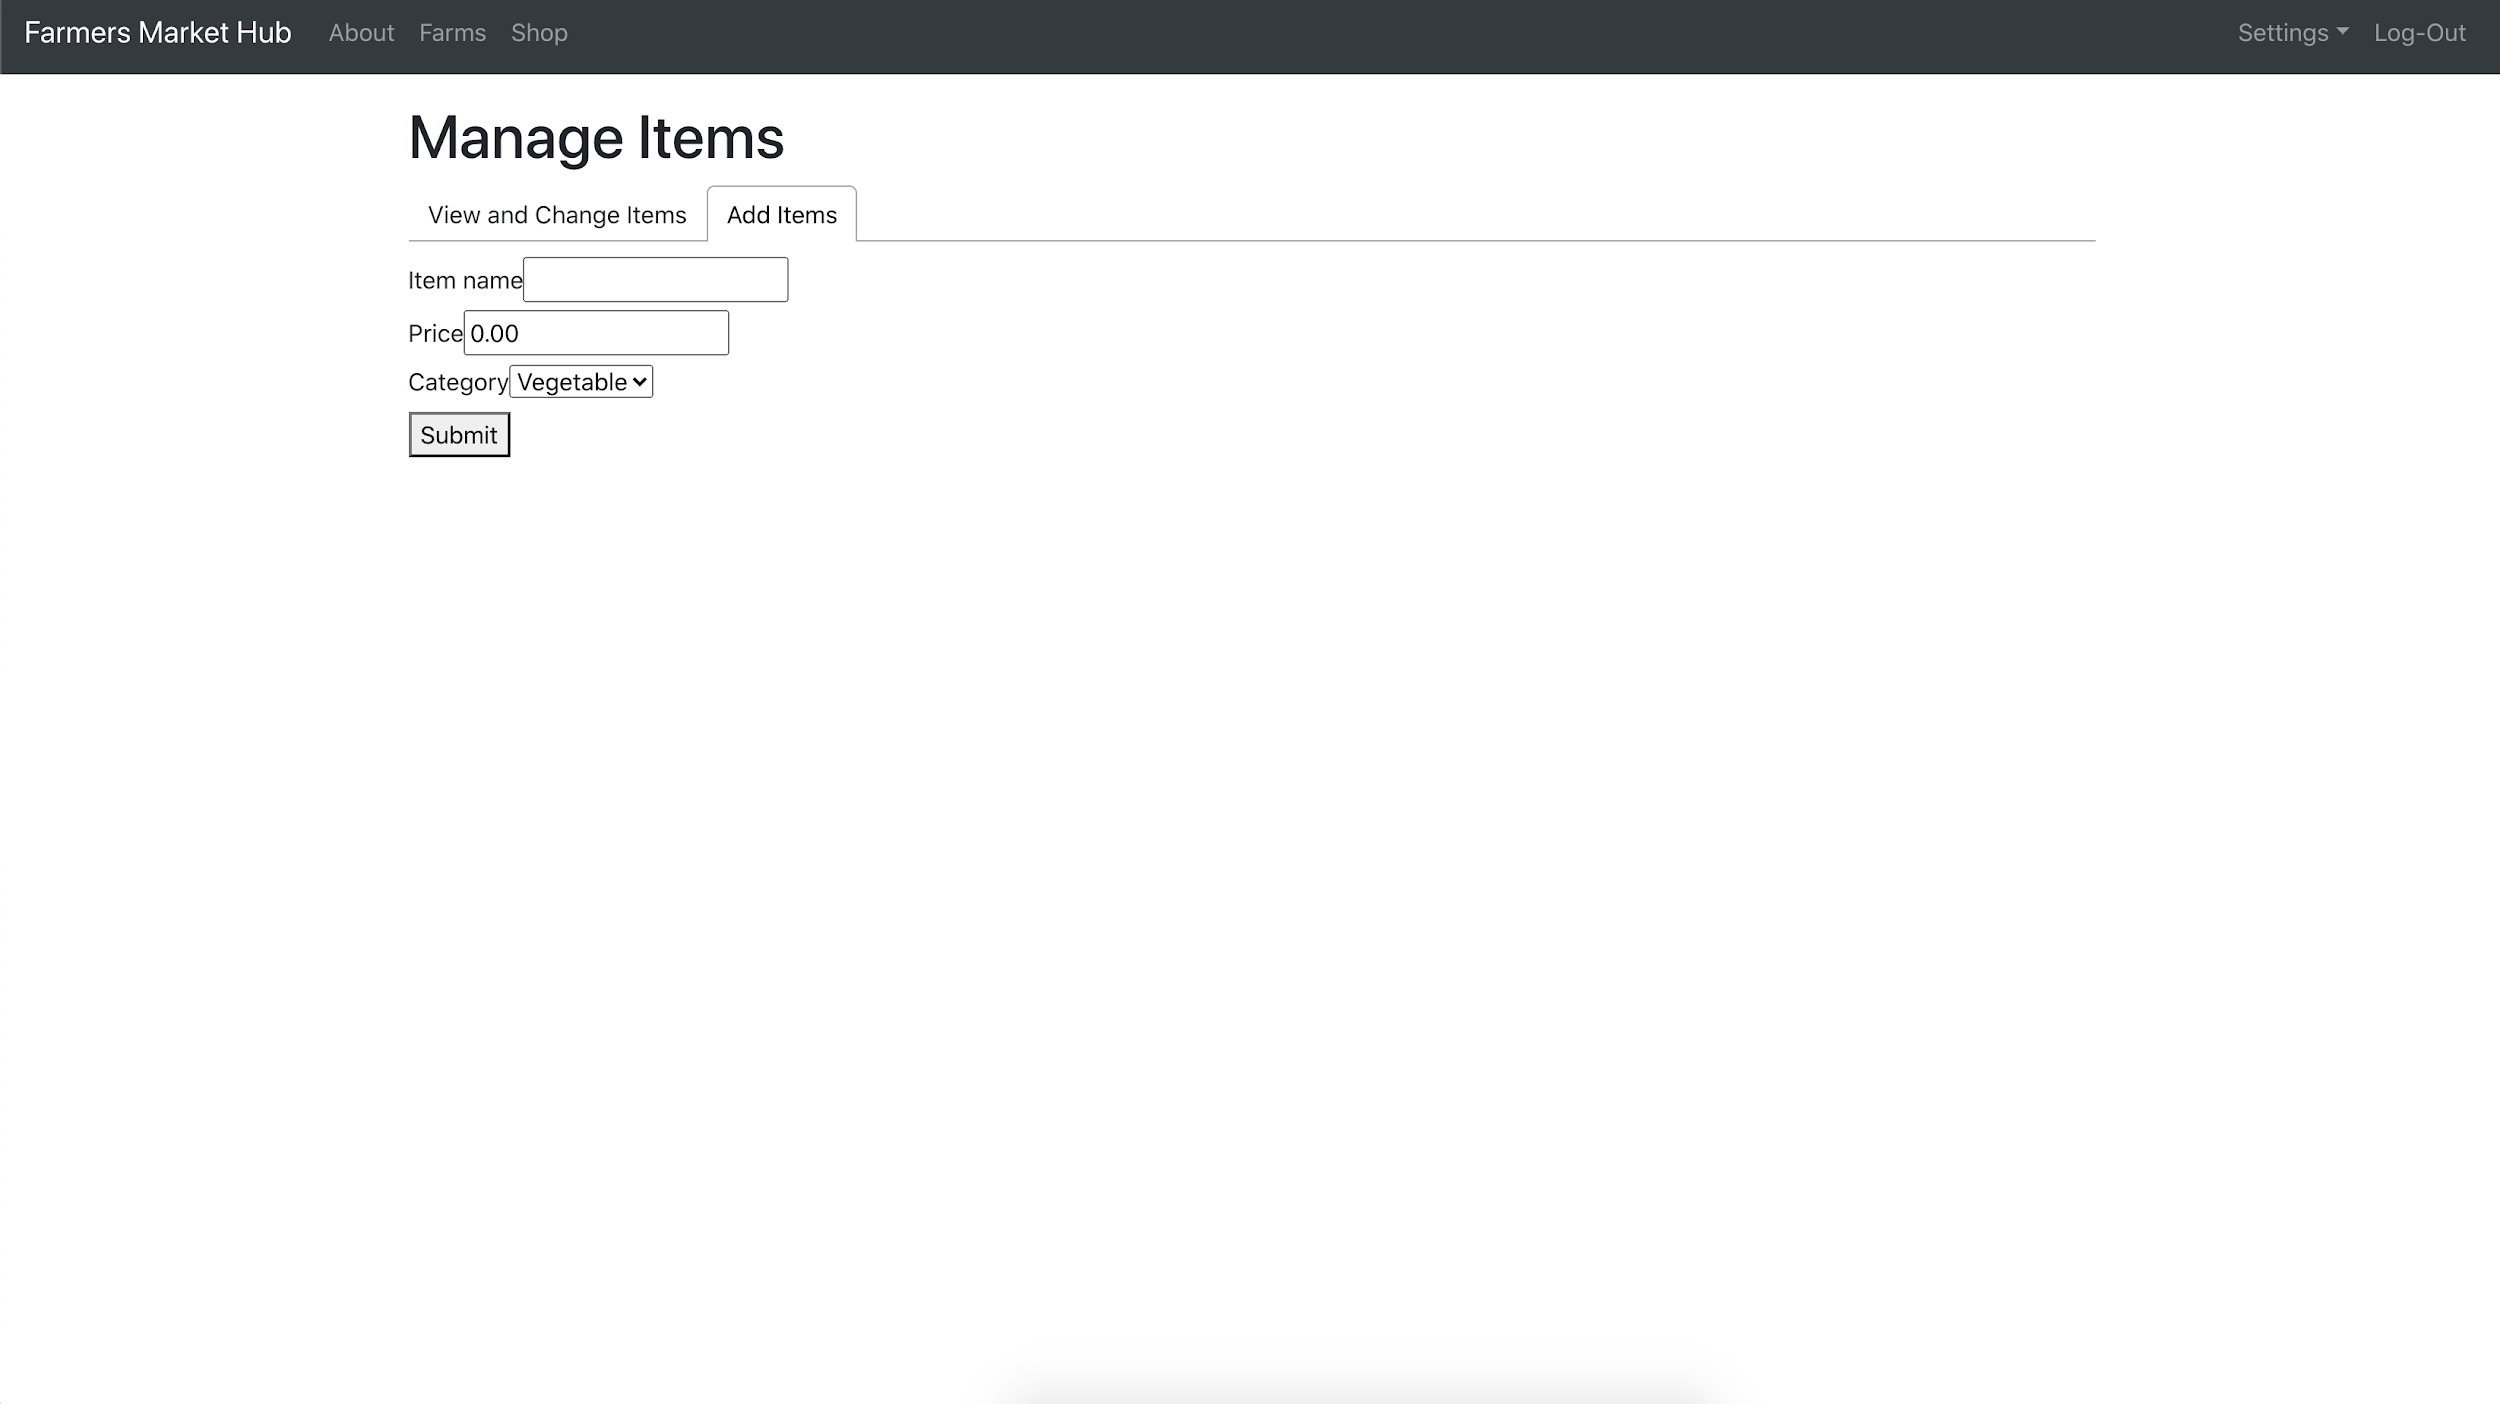 Farmers Market Hub About Farms Shop Settings Log-Out
Manage Items
View and Change Items Add Items
Item name
Price 0.00
Category Vegetable
Submit